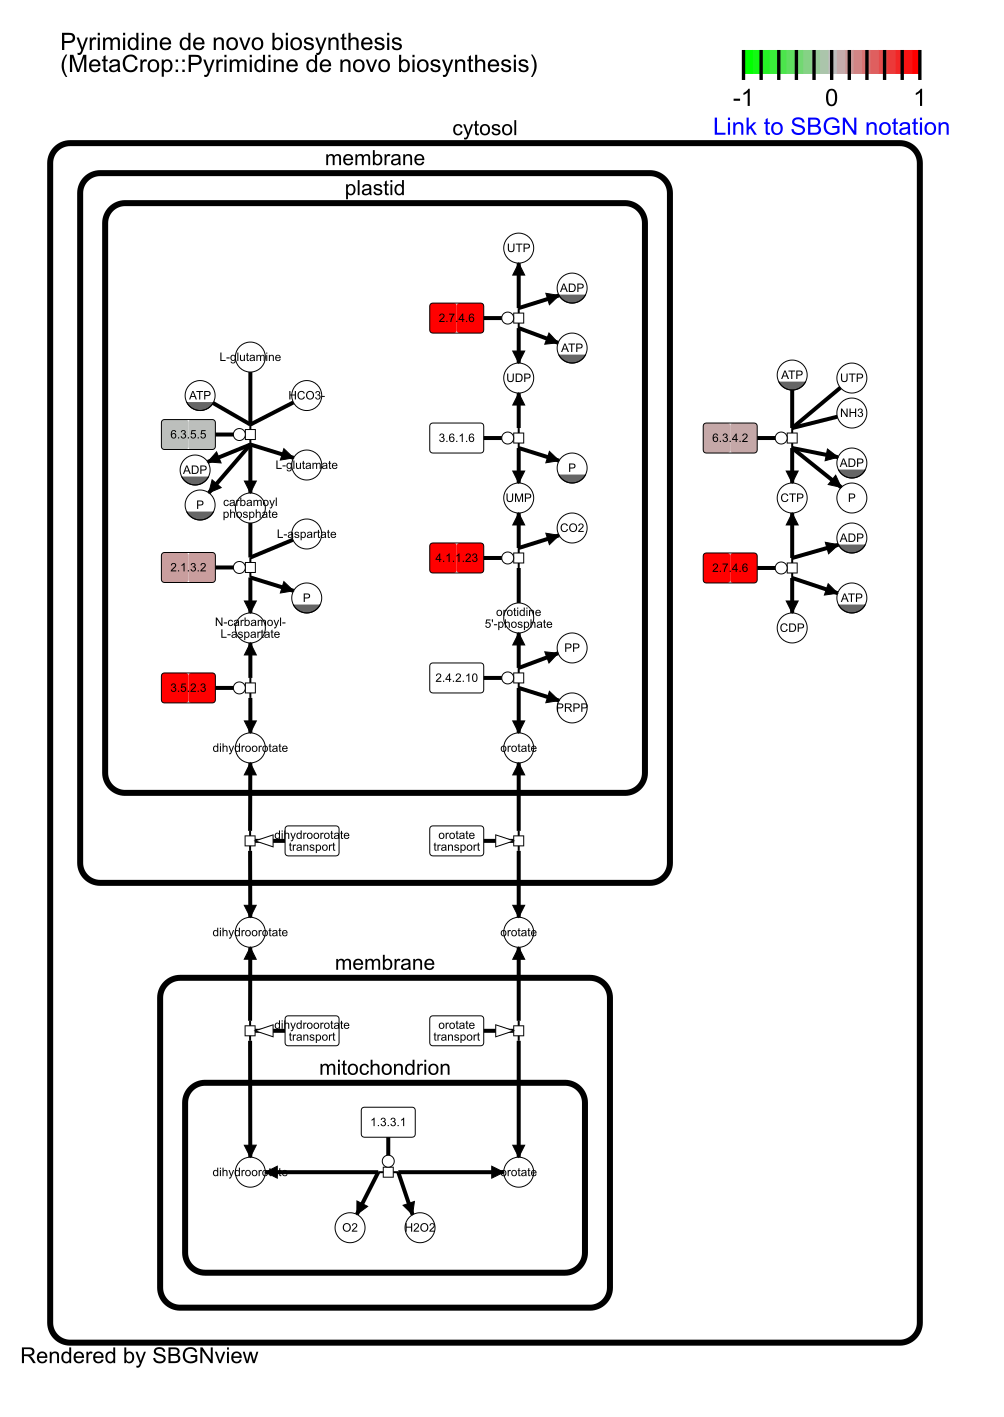 Pyrimidine de novo biosynthesis
(MetaCrop::Pyrimidine de novo biosynthesis)
-1 0 1
Link to SBGN notation
cytosol
membrane
plastid
UTP
ADP
2.7.4.6
ATP
UDP
L-glutamine
ATP
HCO3-
6.3.5.5
ADP
L-glutamate
P
carbamoyl
phosphate
L-aspartate
2.1.3.2
P
N-carbamoyl-
L-aspartate
3.5.2.3
dihydroorotate
3.6.1.6
P
UMP
CO2
4.1.1.23
orotidine
5'-phosphate
PP
2.4.2.10
PRPP
orotate
ATP
UTP
NH3
6.3.4.2
ADP
CTP
P
ADP
2.7.4.6
ATP
CDP
dihydroorotate
transport
orotate
transport
dihydroorotate
orotate
membrane
dihydroorotate
transport
orotate
transport
mitochondrion
1.3.3.1
dihydroorotate
orotate
O2
H2O2
Rendered by SBGNview